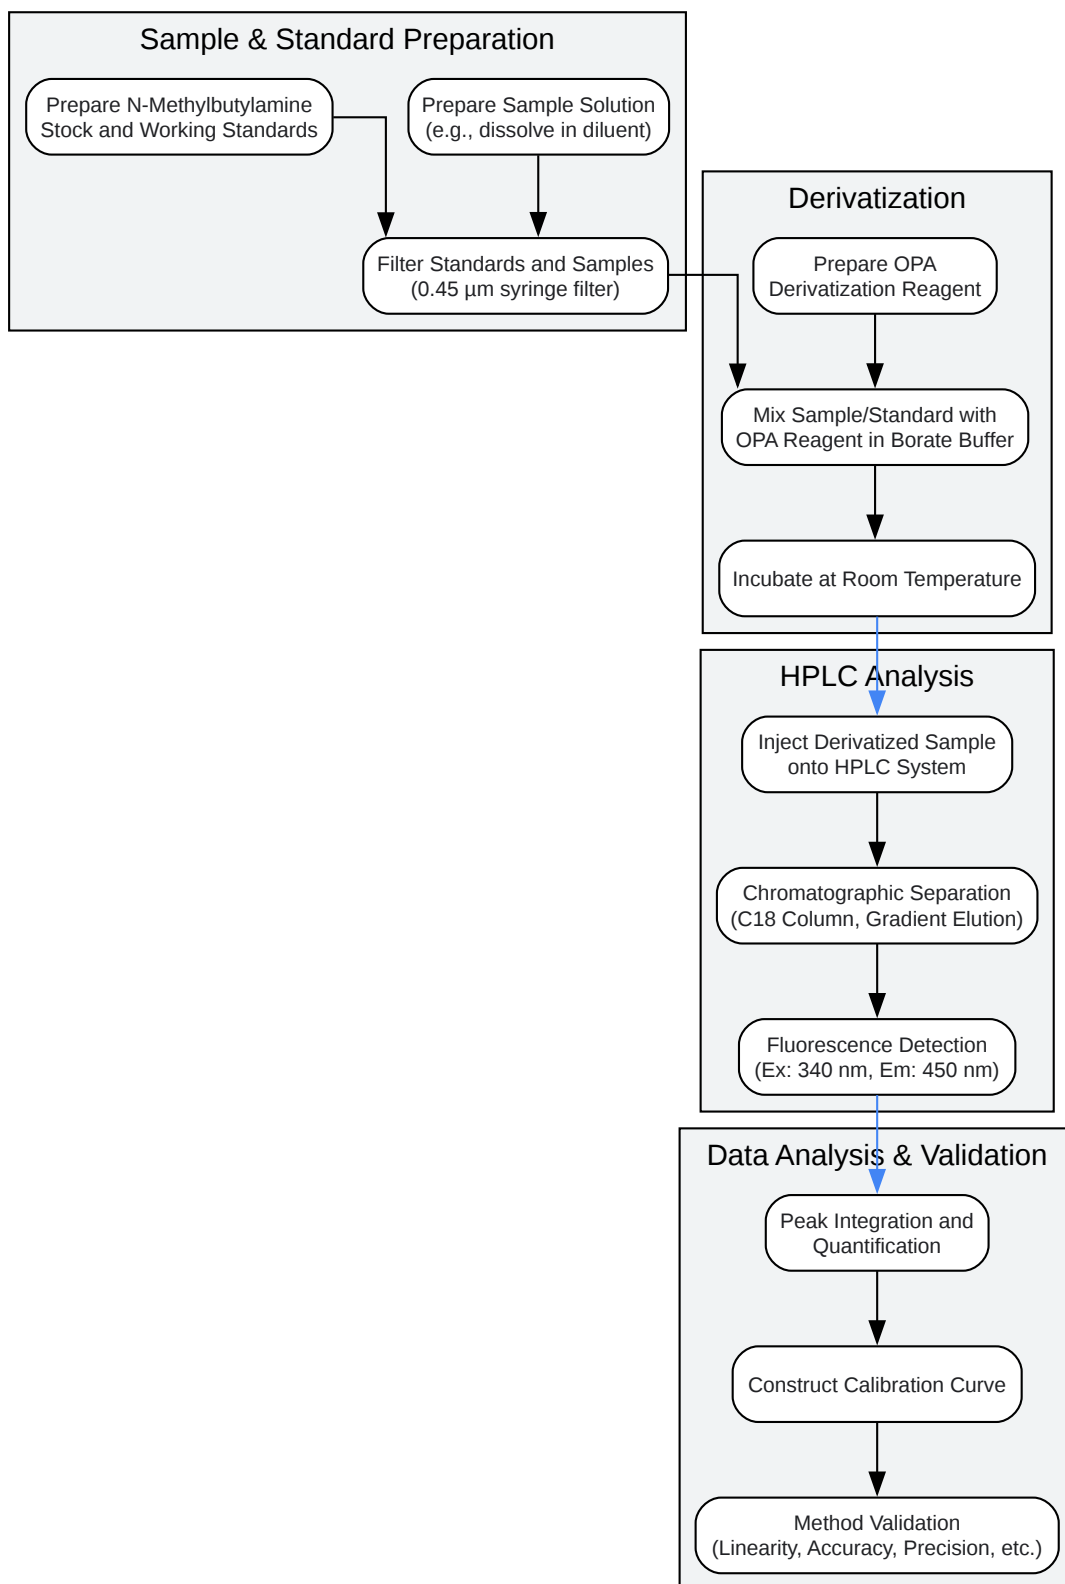 Sample & Standard Preparation
Prepare N-Methylbutylamine
Stock and Working Standards
Prepare Sample Solution
(e.g., dissolve in diluent)
Filter Standards and Samples
(0.45 µm syringe filter)
Derivatization
Prepare OPA
Derivatization Reagent
Mix Sample/Standard with
OPA Reagent in Borate Buffer
Incubate at Room Temperature
HPLC Analysis
Inject Derivatized Sample
onto HPLC System
Chromatographic Separation
(C18 Column, Gradient Elution)
Fluorescence Detection
(Ex: 340 nm, Em: 450 nm)
Data Analysis & Validation
Peak Integration and
Quantification
Construct Calibration Curve
Method Validation
(Linearity, Accuracy, Precision, etc.)